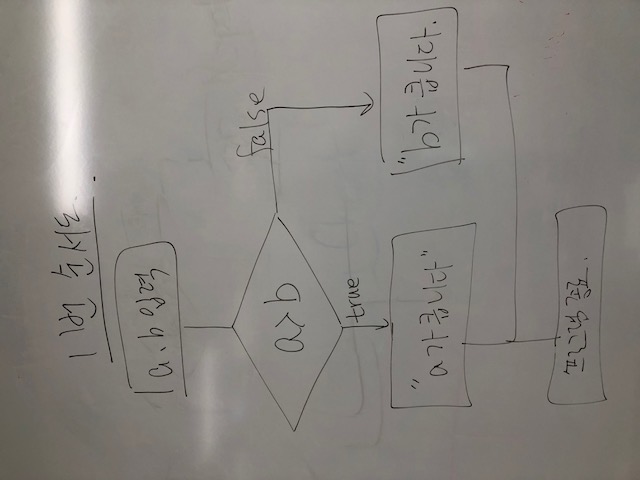 1번 순서도.
a, b 입력
a>b
false
true
"a가 큽니다"
"b가 큽니다.
프로그램 종료.